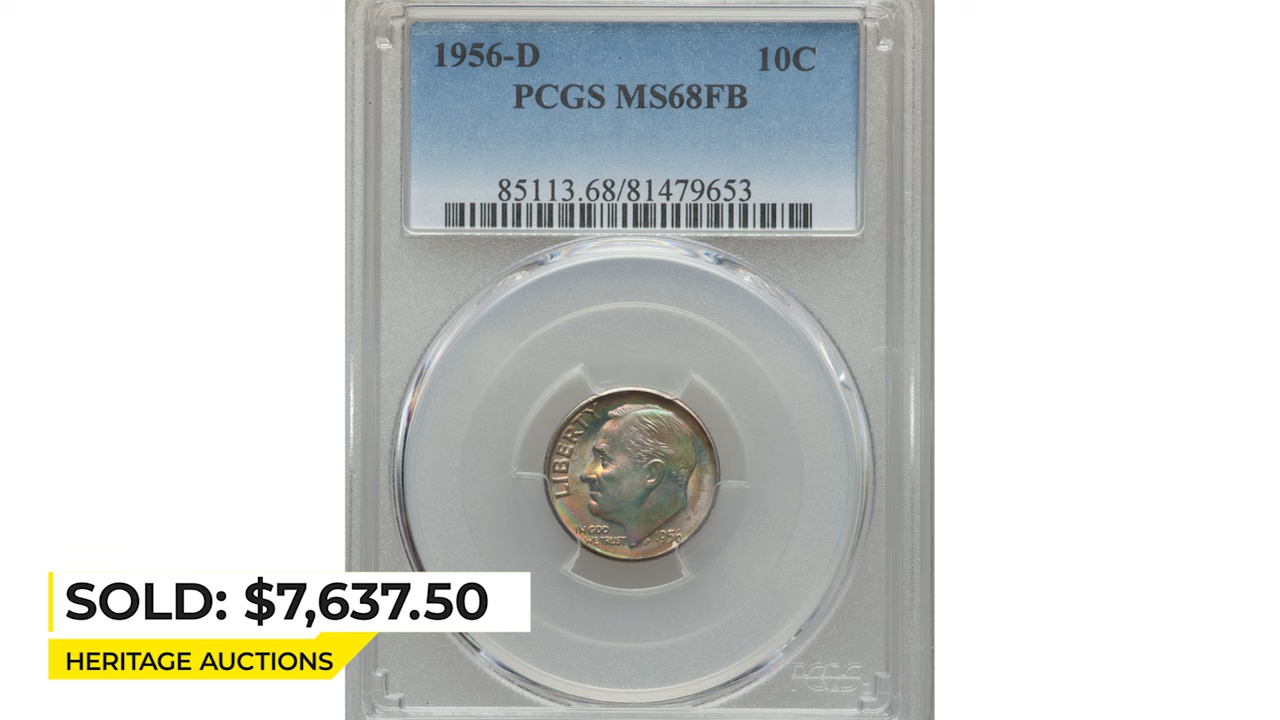 1956-D 10C
PCGS MS68FB
85113.68/81479653
LIBERTY
IN GOD
WE TRUST
1956
PCGS
SOLD: $7,637.50
HERITAGE AUCTIONS